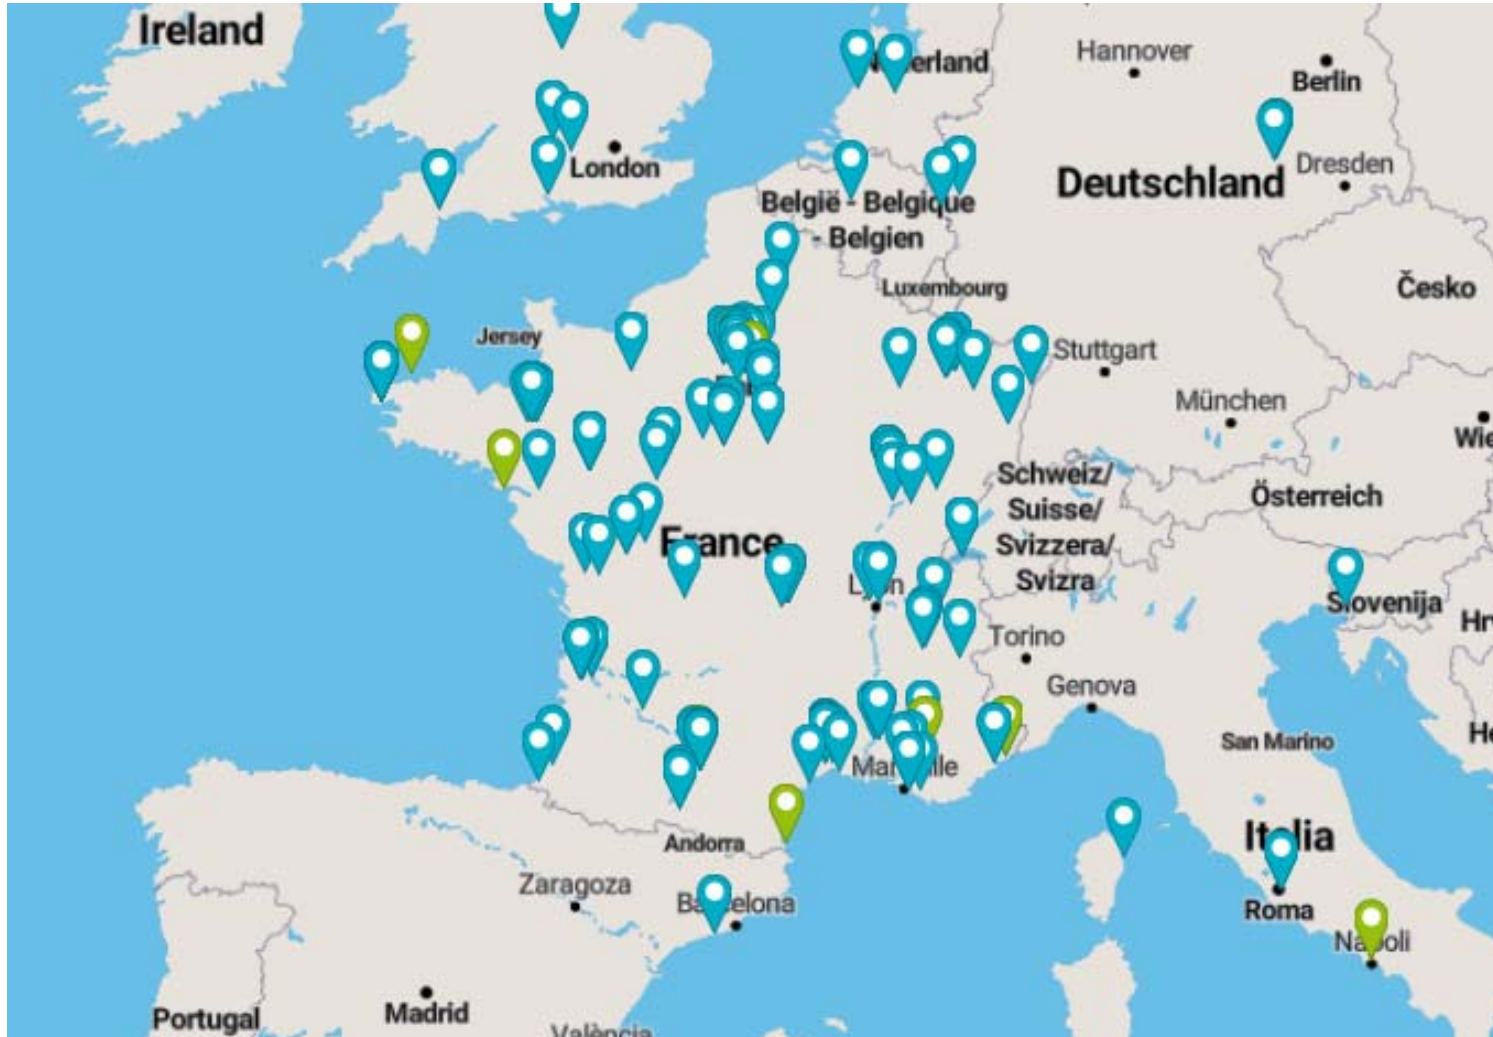 Ireland
Hannover
Berlin
London
Deutschland
Dresden
België - Belgique
- Belgien
Luxembourg
Česko
Jersey
Stuttgart
München
Schweiz/
Suisse/
Svizzera/
Svizra
Österreich
France
Slovenija
Torino
Genova
San Marino
Andorra
Zaragoza
Roma
Madrid
Portugal